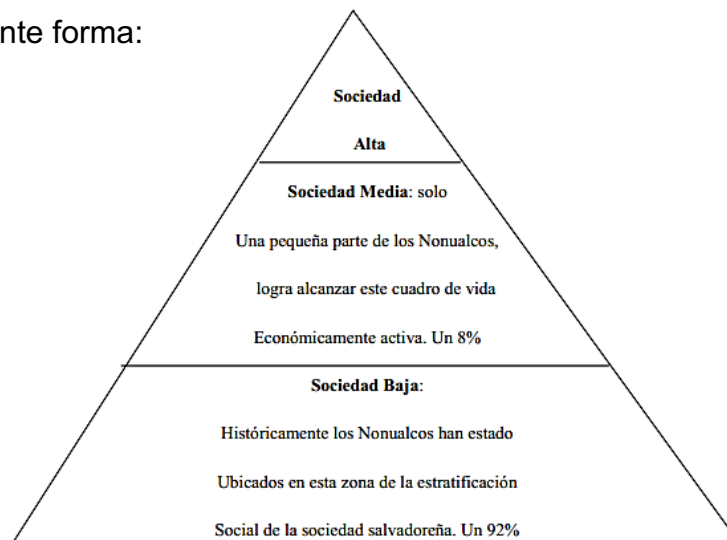 nte forma:
Sociedad
Alta
Sociedad Media: solo
Una pequeña parte de los Nonualcos,
logra alcanzar este cuadro de vida
Económicamente activa. Un 8%
Sociedad Baja:
Históricamente los Nonualcos han estado
Ubicados en esta zona de la estratificación
Social de la sociedad salvadoreña. Un 92%